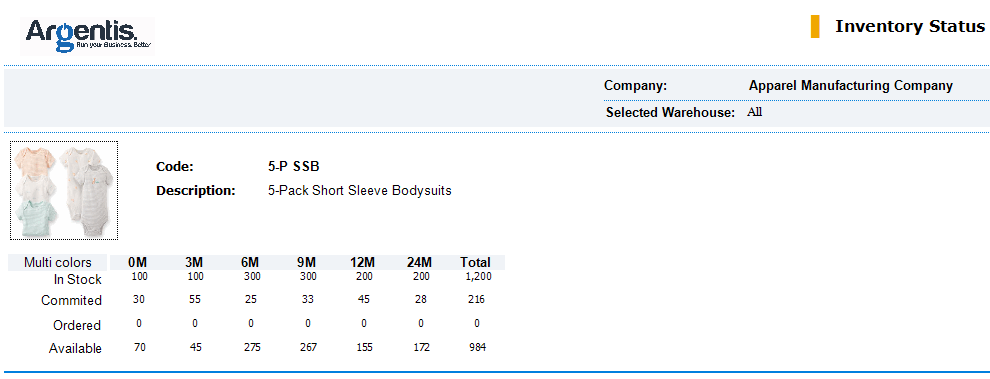 Argentis.
Run your Business. Better
Inventory Status
Company: Apparel Manufacturing Company
Selected Warehouse: All
Code: 5-P SSB
Description: 5-Pack Short Sleeve Bodysuits
Multi colors 0M 3M 6M 9M 12M 24M Total
In Stock 100 100 300 300 200 200 1,200
Commited 30 55 25 33 45 28 216
Ordered 0 0 0 0 0 0 0
Available 70 45 275 267 155 172 984